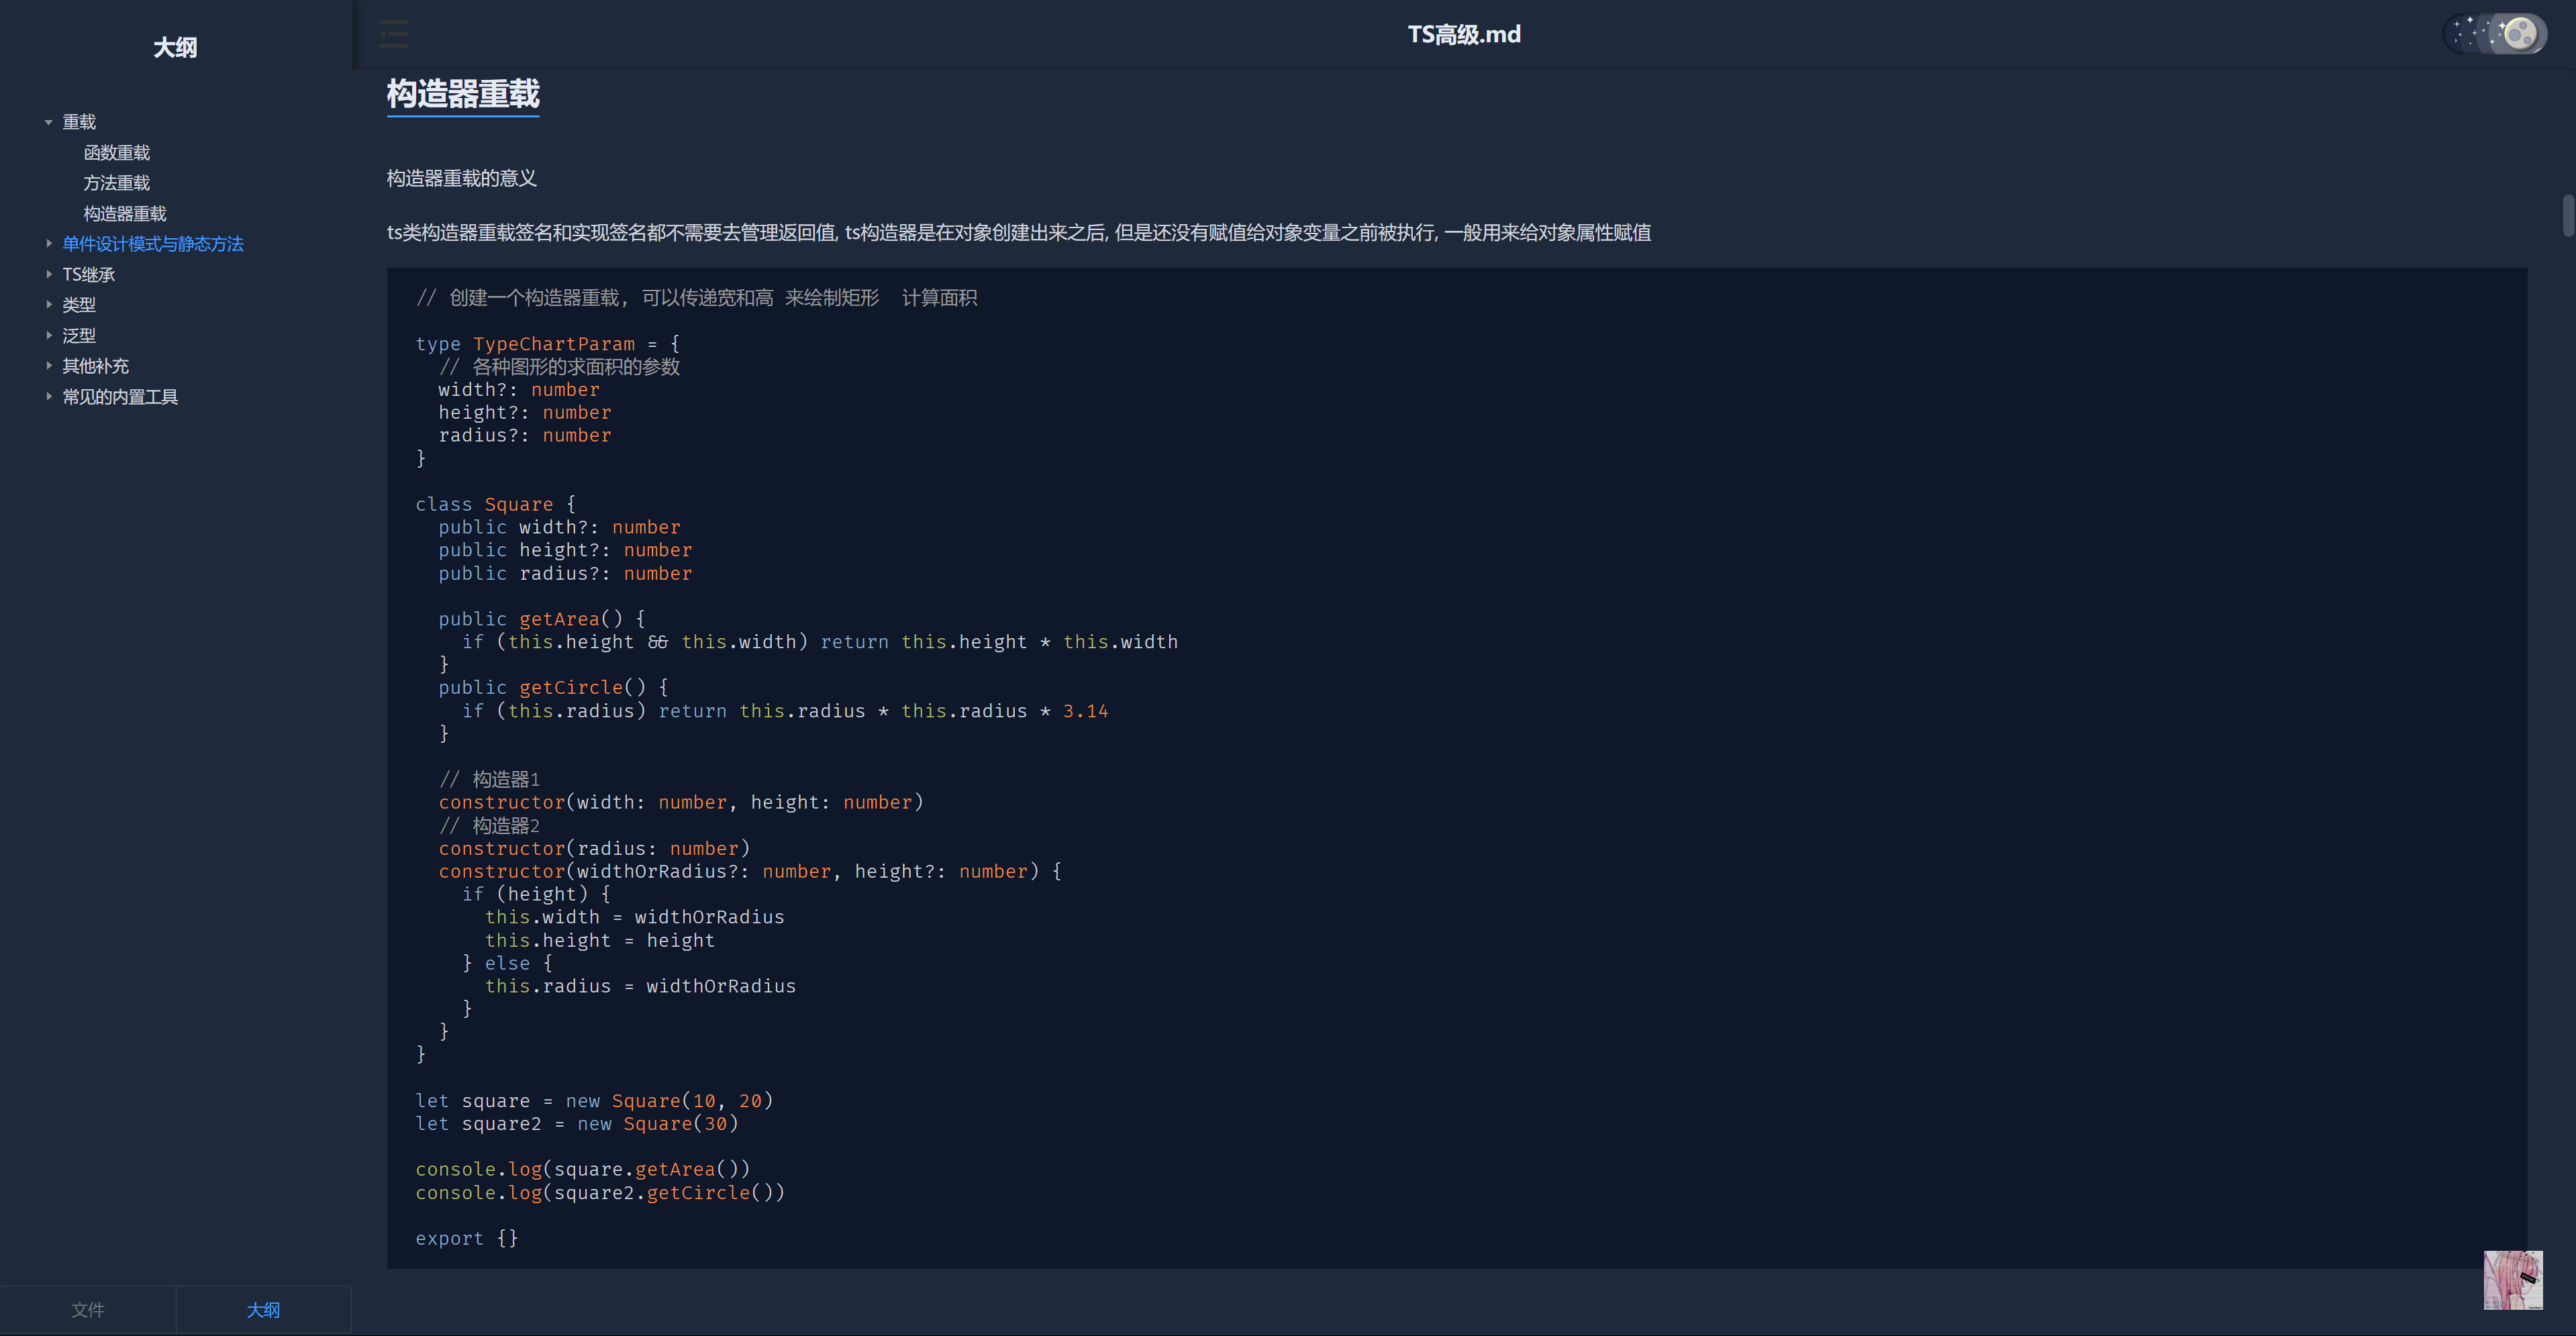 大纲
重载
函数重载
方法重载
构造器重载
单件设计模式与静态方法
TS继承
类型
泛型
其他补充
常见的内置工具
文件
大纲
TS高级.md
构造器重载
构造器重载的意义
ts类构造器重载签名和实现签名都不需要去管理返回值, ts构造器是在对象创建出来之后, 但是还没有赋值给对象变量之前被执行, 一般用来给对象属性赋值
// 创建一个构造器重载, 可以传递宽和高 来绘制矩形  计算面积
type TypeChartParam = {
  // 各种图形的求面积的参数
  width?: number
  height?: number
  radius?: number
}
class Square {
  public width?: number
  public height?: number
  public radius?: number
  public getArea() {
    if (this.height && this.width) return this.height * this.width
  }
  public getCircle() {
    if (this.radius) return this.radius * this.radius * 3.14
  }
  // 构造器1
  constructor(width: number, height: number)
  // 构造器2
  constructor(radius: number)
  constructor(widthOrRadius?: number, height?: number) {
    if (height) {
      this.width = widthOrRadius
      this.height = height
    } else {
      this.radius = widthOrRadius
    }
  }
}
let square = new Square(10, 20)
let square2 = new Square(30)
console.log(square.getArea())
console.log(square2.getCircle())
export {}